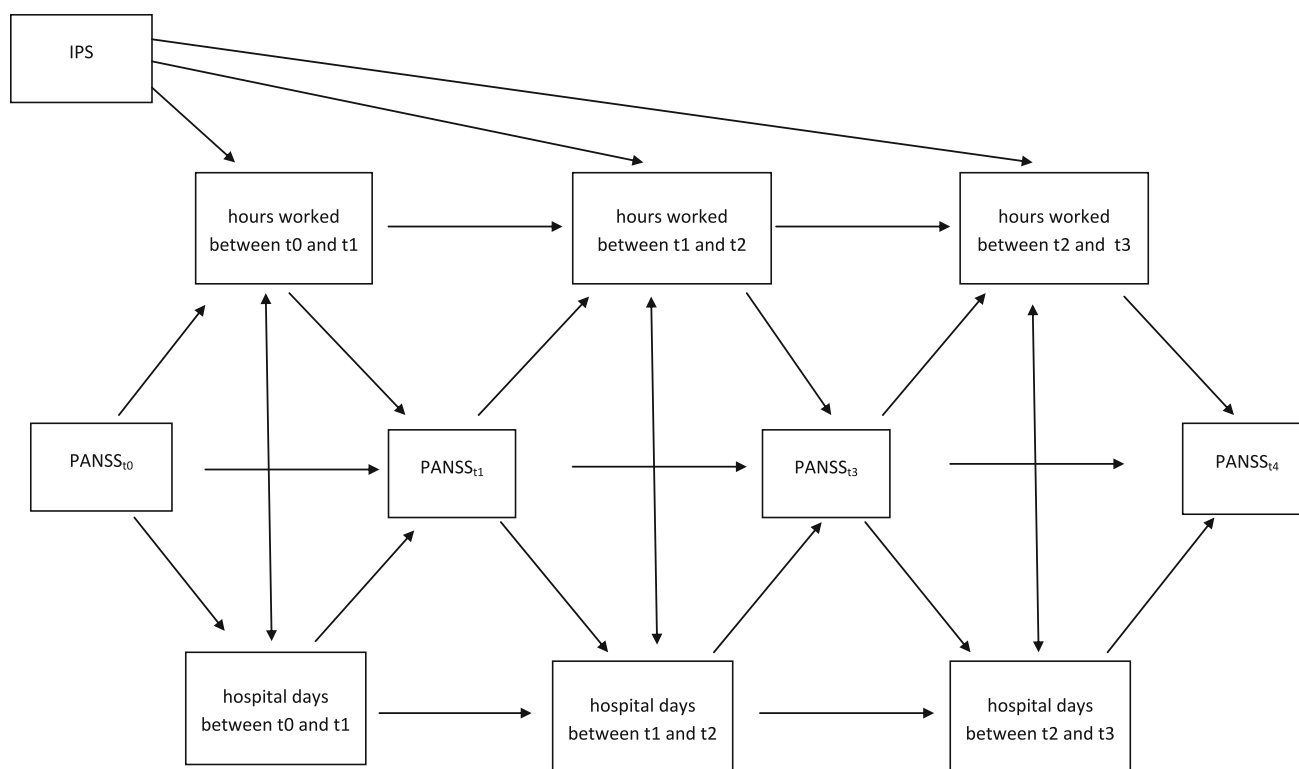 IPS
hours worked
between t0 and t1
hours worked
between t1 and t2
hours worked
between t2 and t3
PANSSt0
PANSSt1
PANSSt3
PANSSt4
hospital days
between t0 and t1
hospital days
between t1 and t2
hospital days
between t2 and t3